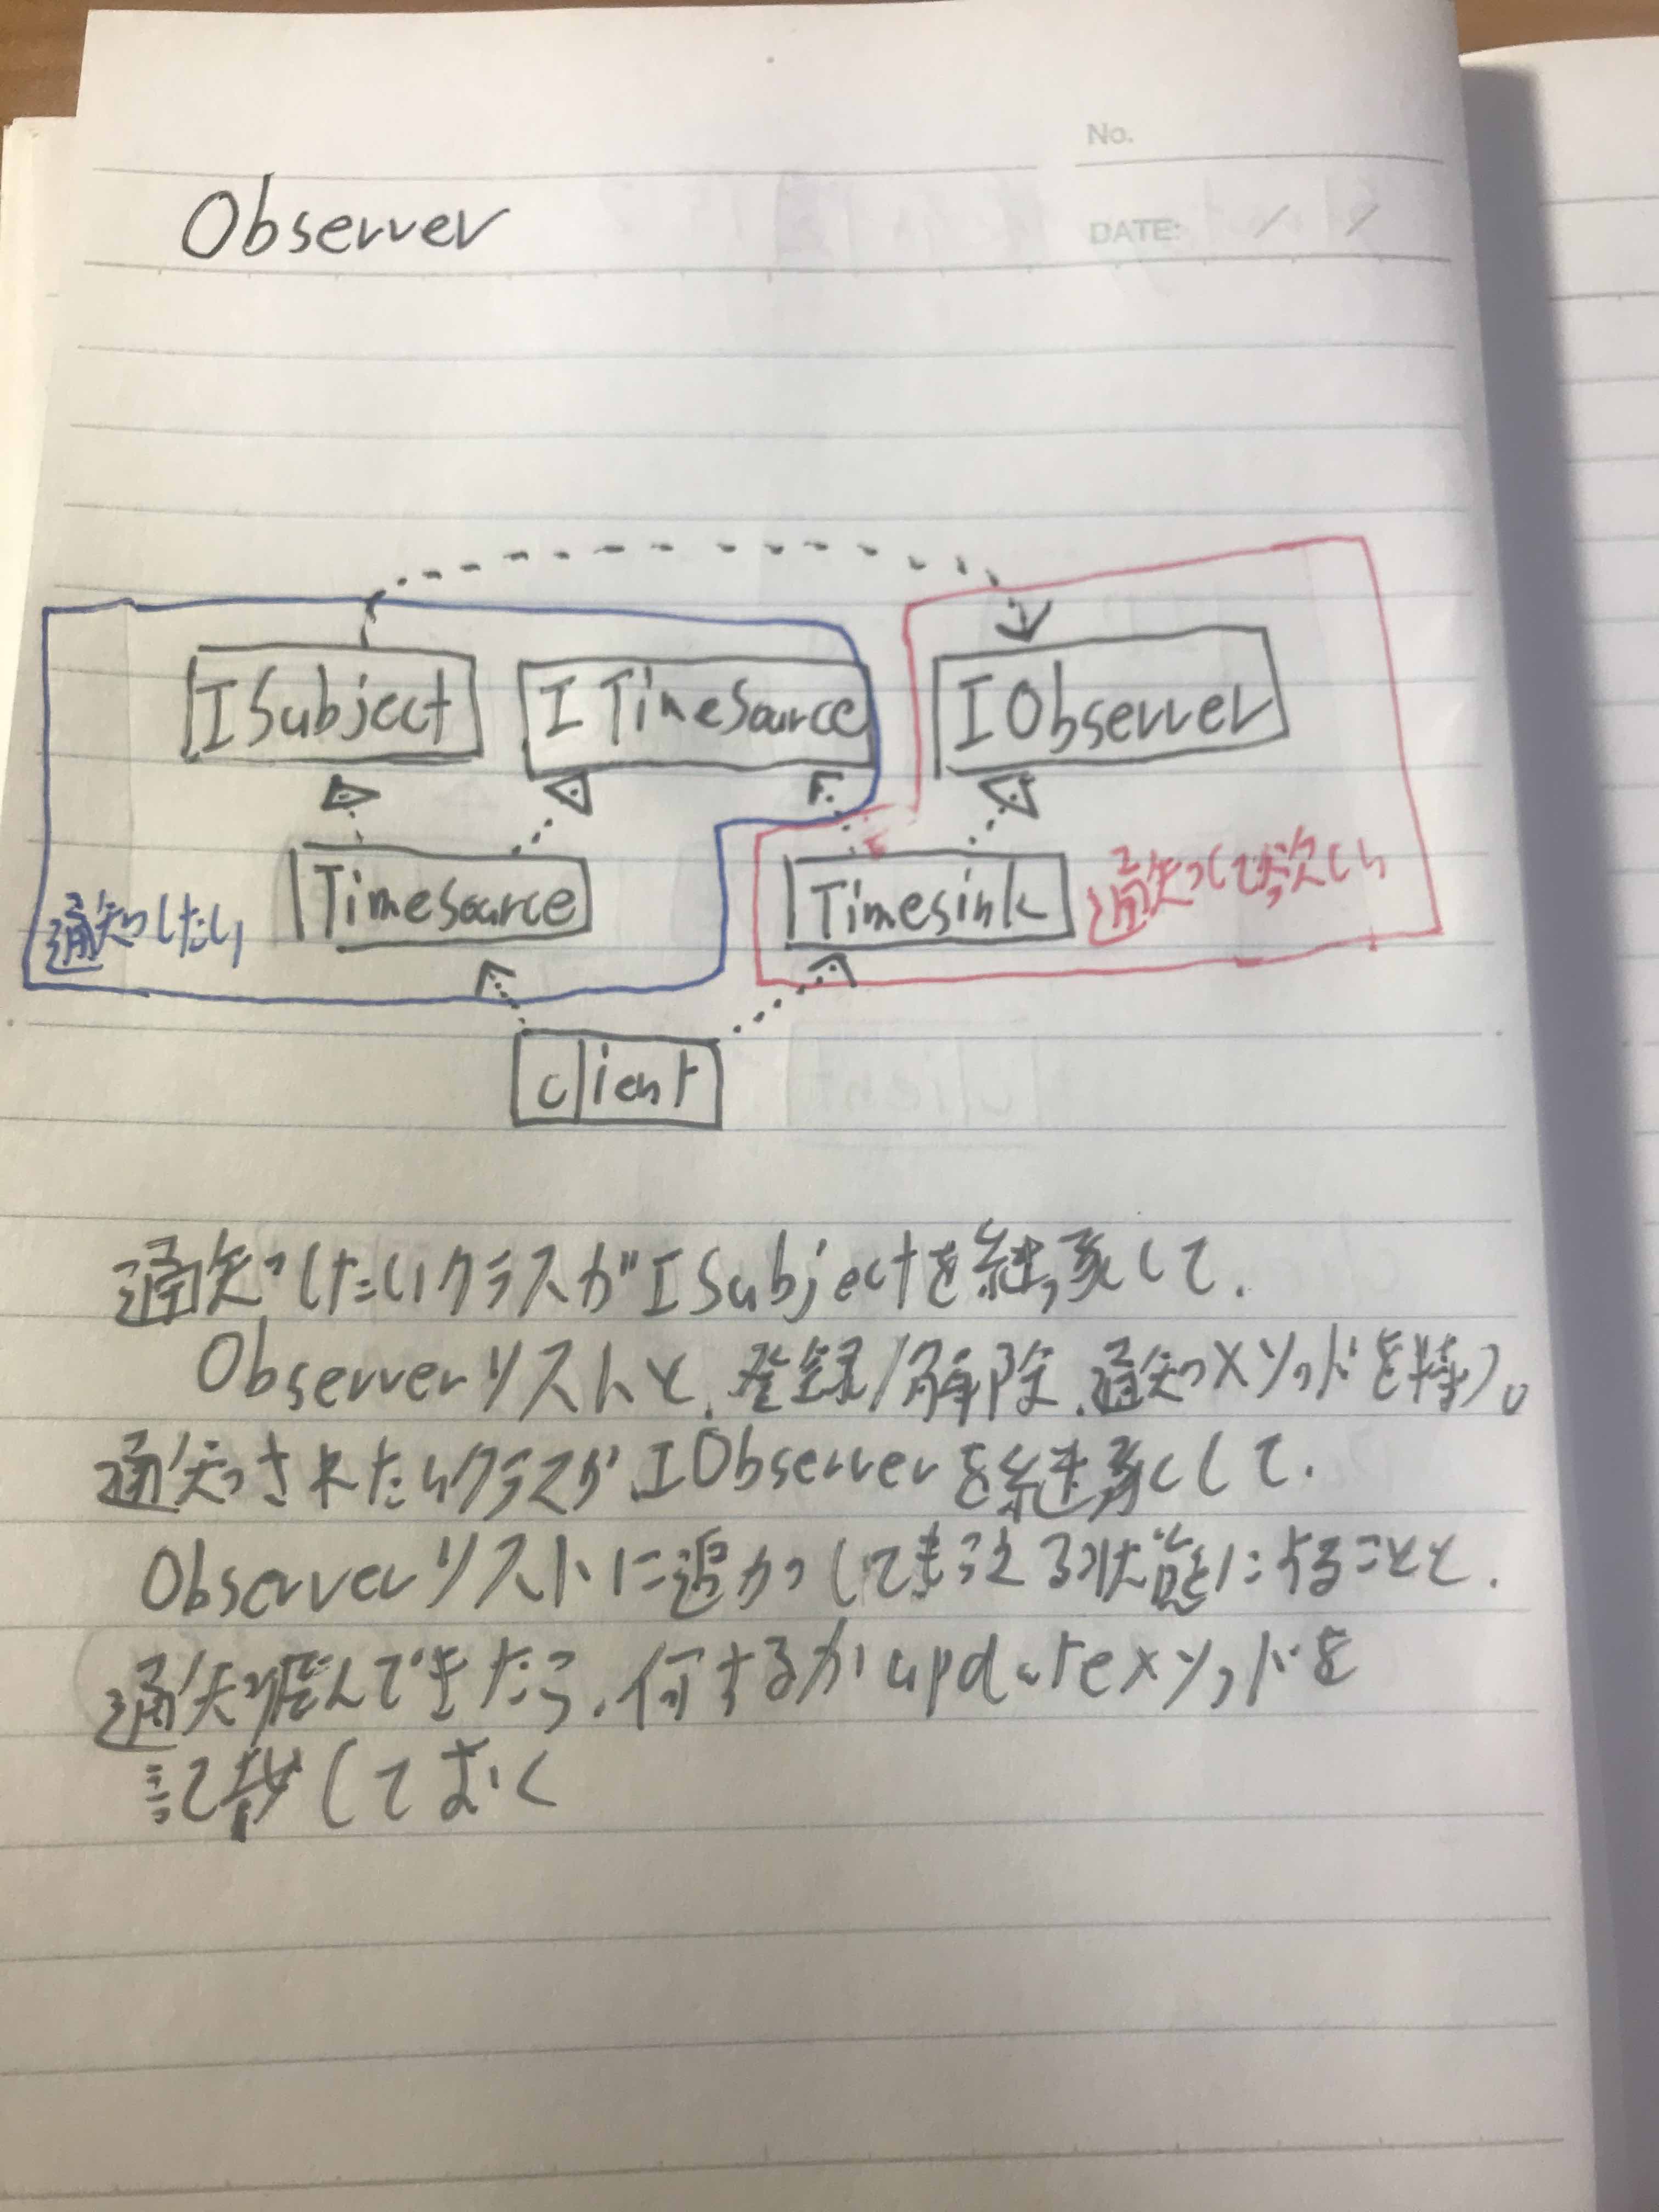 No.
DATE: / /
Observer
ISubject
ITimeSource
IObserver
TimeSource
Timesink
通知して欲しい
通知したい
client
通知したいクラスがISubjectを継承して、
Observerリストと、登録/解除、通知メソッドを持つ。
通知されたいクラスがIObserverを継承して、
Observerリストに追加してもらえる状態にすることと、
通知飛んできたら、何するかupdateメソッドを
記載しておく